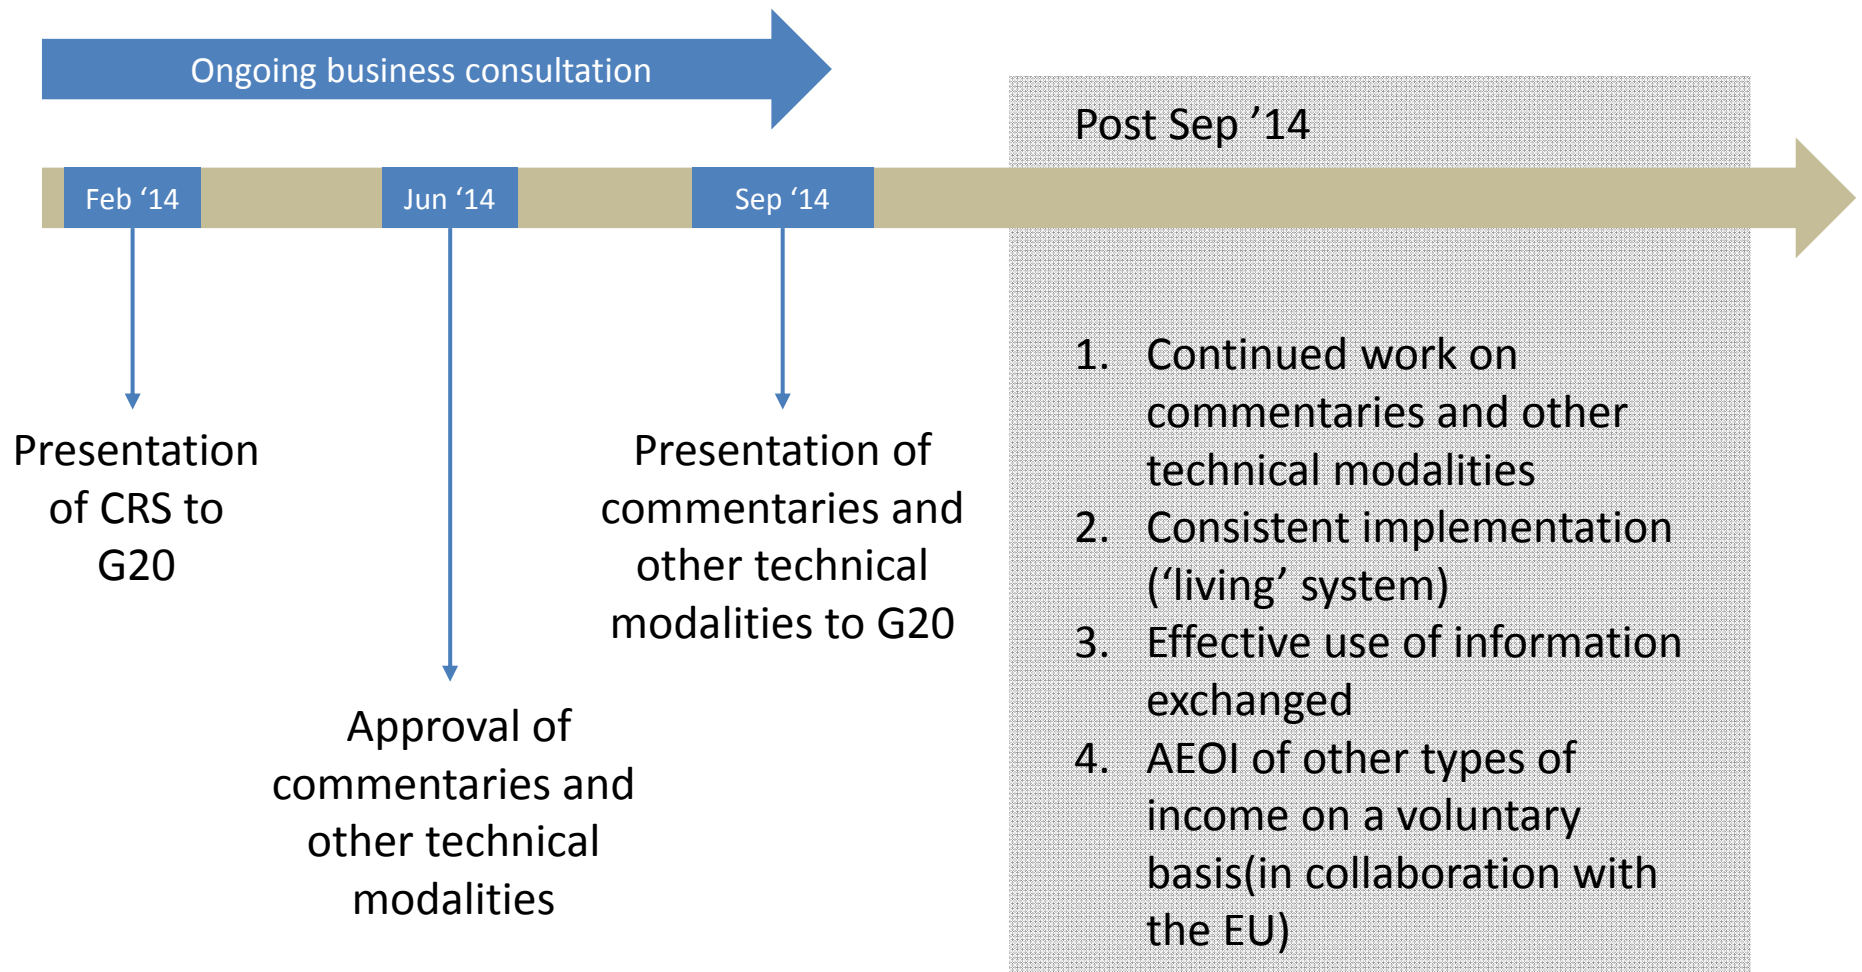 Ongoing business consultation
Post Sep ’14
Feb ‘14
Jun ‘14
Sep ‘14
Presentation
of CRS to
G20
Approval of
commentaries and
other technical
modalities
Presentation of
commentaries and
other technical
modalities to G20
1. Continued work on
commentaries and other
technical modalities
2. Consistent implementation
(‘living’ system)
3. Effective use of information
exchanged
4. AEOI of other types of
income on a voluntary
basis(in collaboration with
the EU)